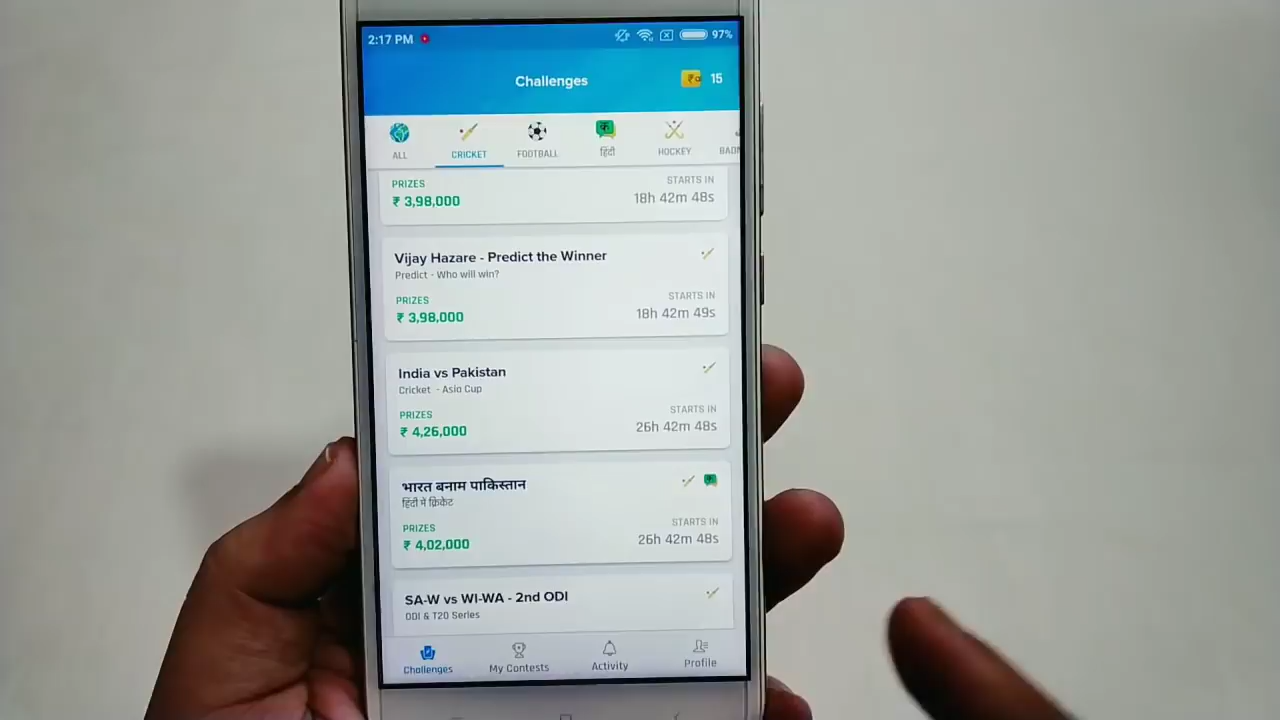 2:17 PM 97%
Challenges 15
ALL CRICKET FOOTBALL हिंदी HOCKEY BADM
PRIZES STARTS IN
₹ 3,98,000 18h 42m 48s
Vijay Hazare - Predict the Winner
Predict - Who will win?
PRIZES STARTS IN
₹ 3,98,000 18h 42m 49s
India vs Pakistan
Cricket - Asia Cup
PRIZES STARTS IN
₹ 4,26,000 26h 42m 48s
भारत बनाम पाकिस्तान
हिंदी में क्रिकेट
PRIZES STARTS IN
₹ 4,02,000 26h 42m 48s
SA-W vs WI-WA - 2nd ODI
ODI & T20 Series
Challenges My Contests Activity Profile